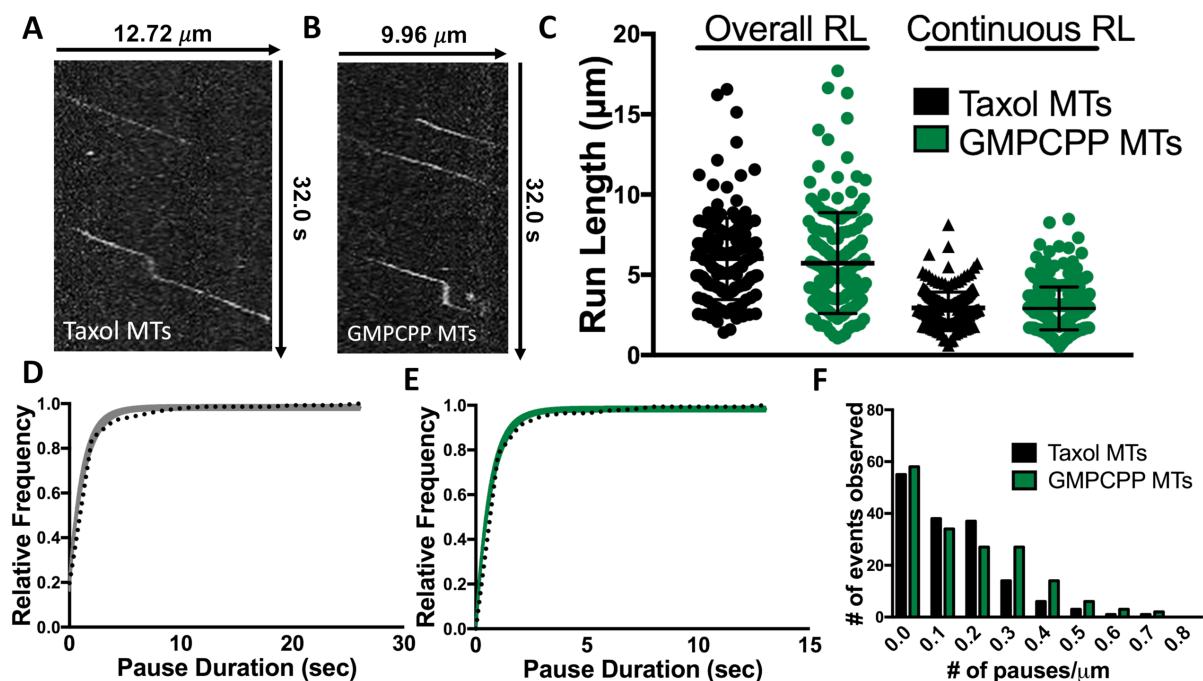 A
12.72 μm
32.0 s
Taxol MTs
B
9.96 μm
32.0 s
GMPCPP MTs
C
Overall RL
Continuous RL
Taxol MTs
GMPCPP MTs
Run Length (μm)
20
15
10
5
0
D
Relative Frequency
1.0
0.8
0.6
0.4
0.2
0.0
0
10
20
30
Pause Duration (sec)
E
Relative Frequency
1.0
0.8
0.6
0.4
0.2
0.0
0
5
10
15
Pause Duration (sec)
F
# of events observed
80
60
40
20
0
Taxol MTs
GMPCPP MTs
0.0
0.1
0.2
0.3
0.4
0.5
0.6
0.7
0.8
# of pauses/μm